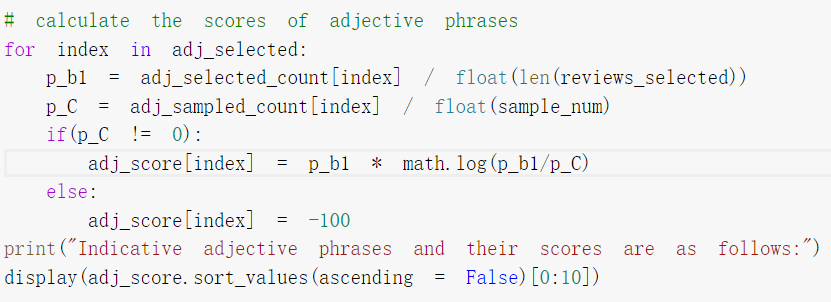 # calculate the scores of adjective phrases
for index in adj_selected:
    p_b1 = adj_selected_count[index] / float(len(reviews_selected))
    p_C = adj_sampled_count[index] / float(sample_num)
    if(p_C != 0):
        adj_score[index] = p_b1 * math.log(p_b1/p_C)
    else:
        adj_score[index] = -100
print("Indicative adjective phrases and their scores are as follows:")
display(adj_score.sort_values(ascending = False)[0:10])